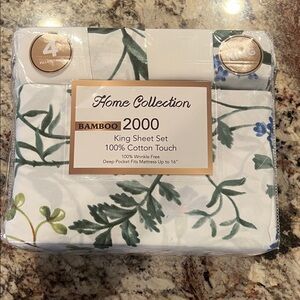 4
Home Collection
BAMBOO 2000
King Sheet Set
100% Cotton Touch
100% Wrinkle Free
Deep Pocket Fits Mattress Up to 16"